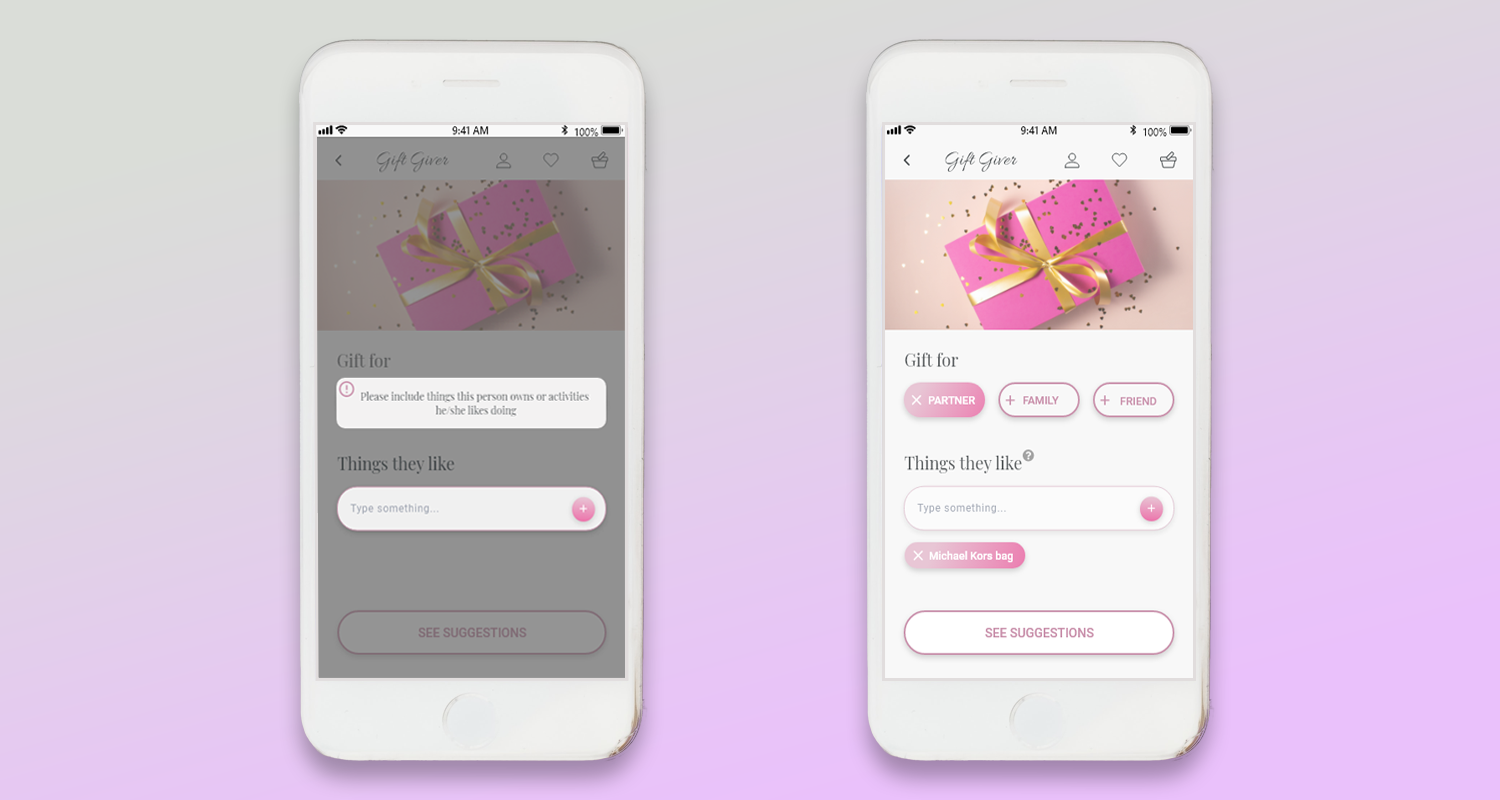 9:41 AM
100%
Gift Giver
Gift for
Please include things this person owns or activities
he/she likes doing
Things they like
Type something...
+
SEE SUGGESTIONS
9:41 AM
100%
Gift Giver
Gift for
× PARTNER
+ FAMILY
+ FRIEND
Things they like ?
Type something...
+
× Michael Kors bag
SEE SUGGESTIONS